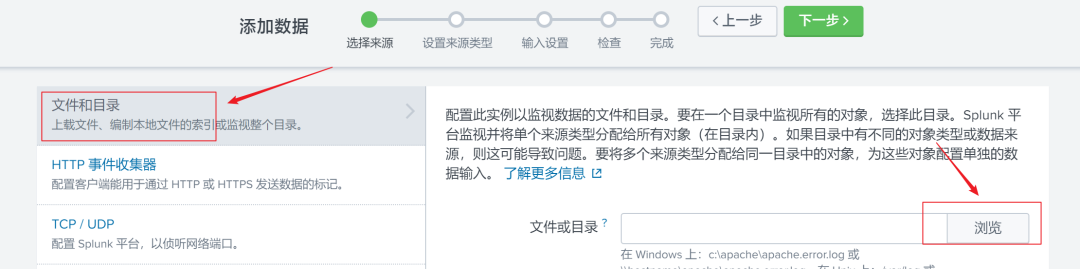 添加数据
选择来源
设置来源类型
输入设置
检查
完成
上一步
下一步
文件和目录
上载文件、编制本地文件的索引或监视整个目录。
HTTP 事件收集器
配置客户端能用于通过 HTTP 或 HTTPS 发送数据的标记。
TCP / UDP
配置 Splunk 平台，以侦听网络端口。
配置此实例以监视数据的文件和目录。要在一个目录中监视所有的对象，选择此目录。Splunk 平
台监视并将单个来源类型分配给所有对象（在目录内）。如果目录中有不同的对象类型或数据来
源，则这可能导致问题。要将多个来源类型分配给同一目录中的对象，为这些对象配置单独的数
据输入。 了解更多信息
文件或目录 ?
浏览
在 Windows 上：c:\apache\apache.error.log 或